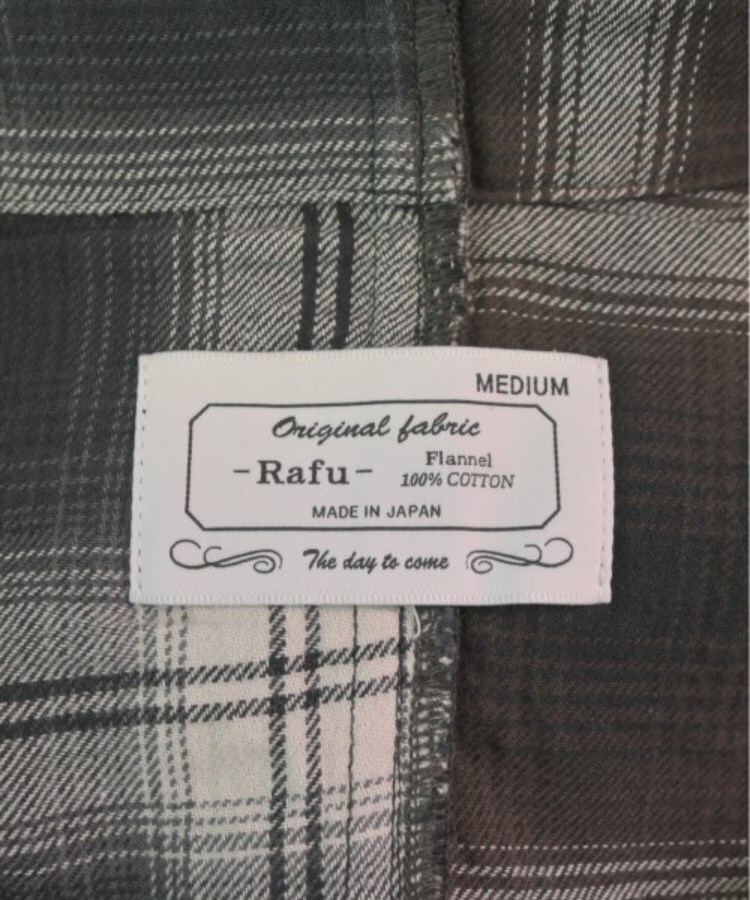 MEDIUM
Original fabric
-Rafu-
Flannel
100% COTTON
MADE IN JAPAN
The day to come